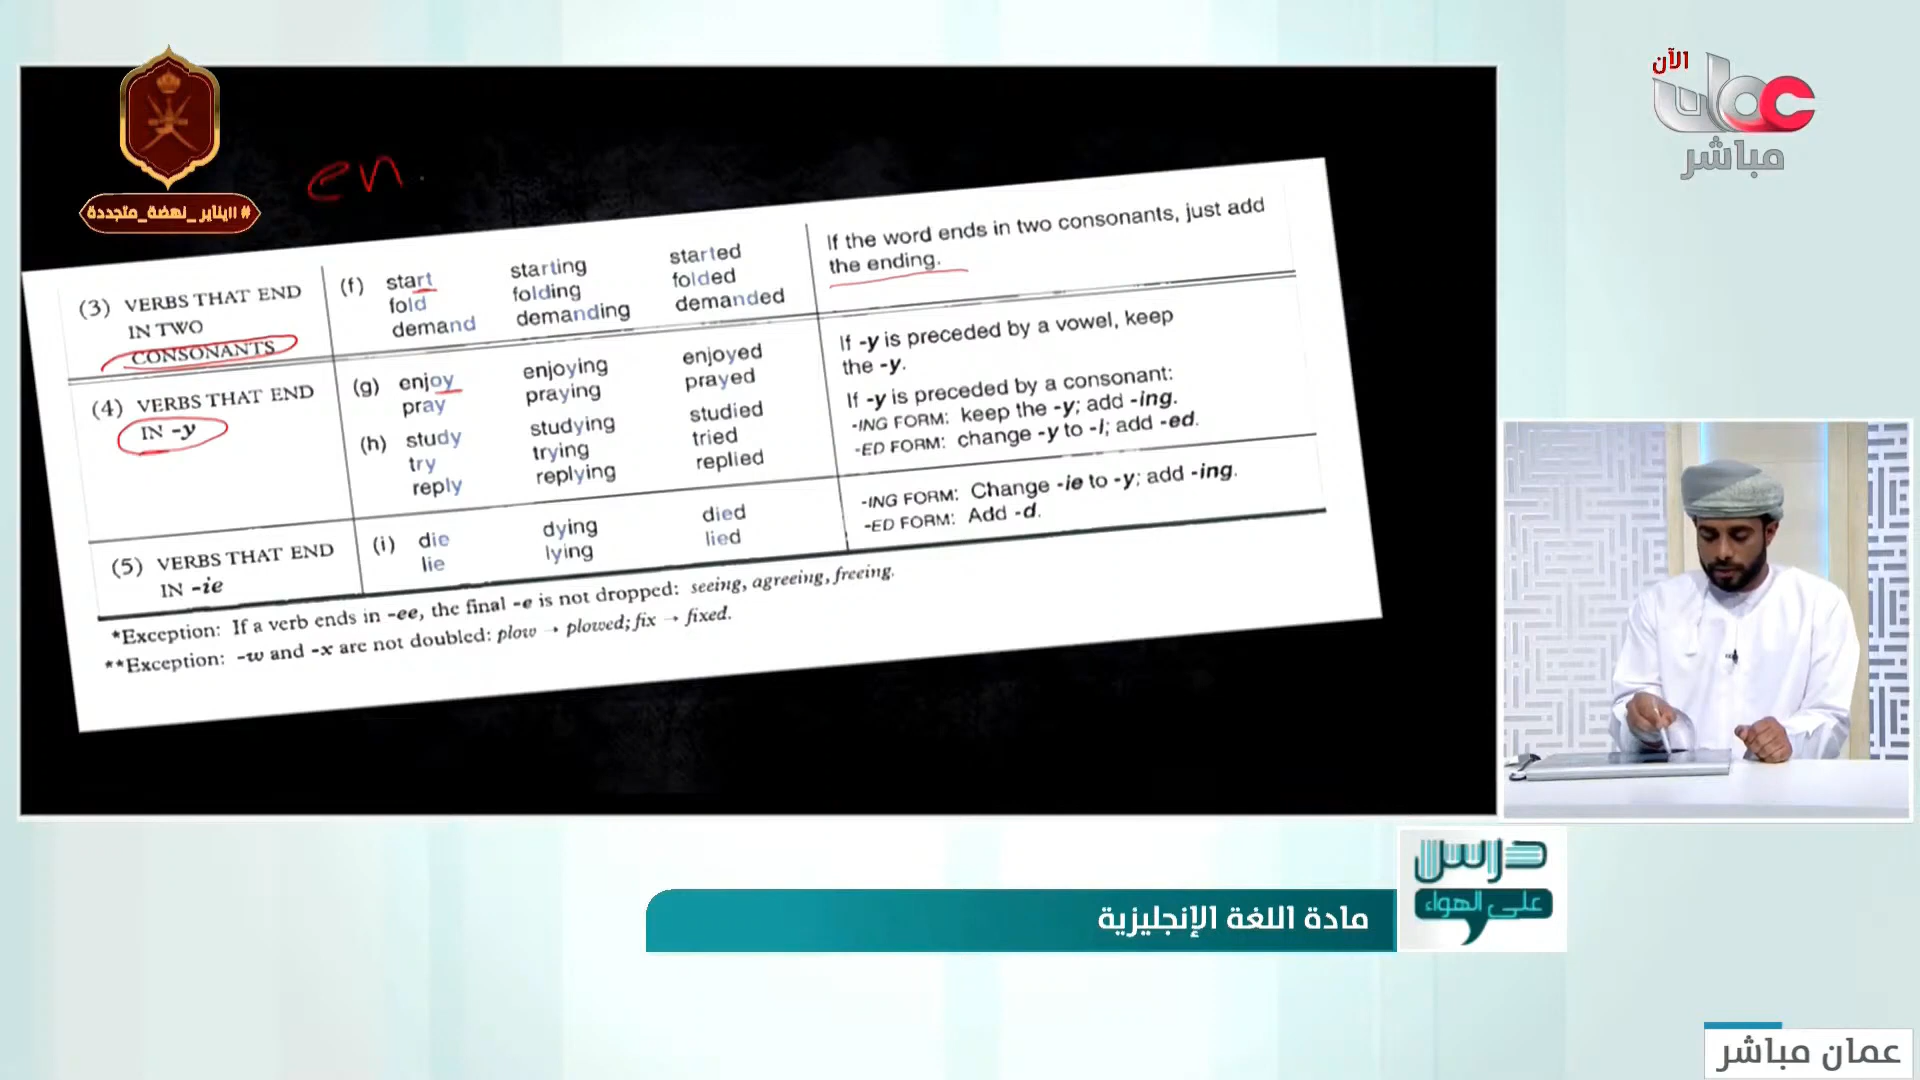 الآن
عمان
مباشر
# ١١يناير_نهضة_متجددة
en
(3) VERBS THAT END IN TWO CONSONANTS
(f) start starting started
fold folding folded
demand demanding demanded
If the word ends in two consonants, just add the ending.
(4) VERBS THAT END IN -y
(g) enjoy enjoying enjoyed
pray praying prayed
If -y is preceded by a vowel, keep the -y.
(h) study studying studied
try trying tried
reply replying replied
If -y is preceded by a consonant:
-ING FORM: keep the -y; add -ing.
-ED FORM: change -y to -i; add -ed.
(5) VERBS THAT END IN -ie
(i) die dying died
lie lying lied
-ING FORM: Change -ie to -y; add -ing.
-ED FORM: Add -d.
*Exception: If a verb ends in -ee, the final -e is not dropped: seeing, agreeing, freeing.
**Exception: -w and -x are not doubled: plow → plowed; fix → fixed.
درس
على الهواء
مادة اللغة الإنجليزية
عمان مباشر